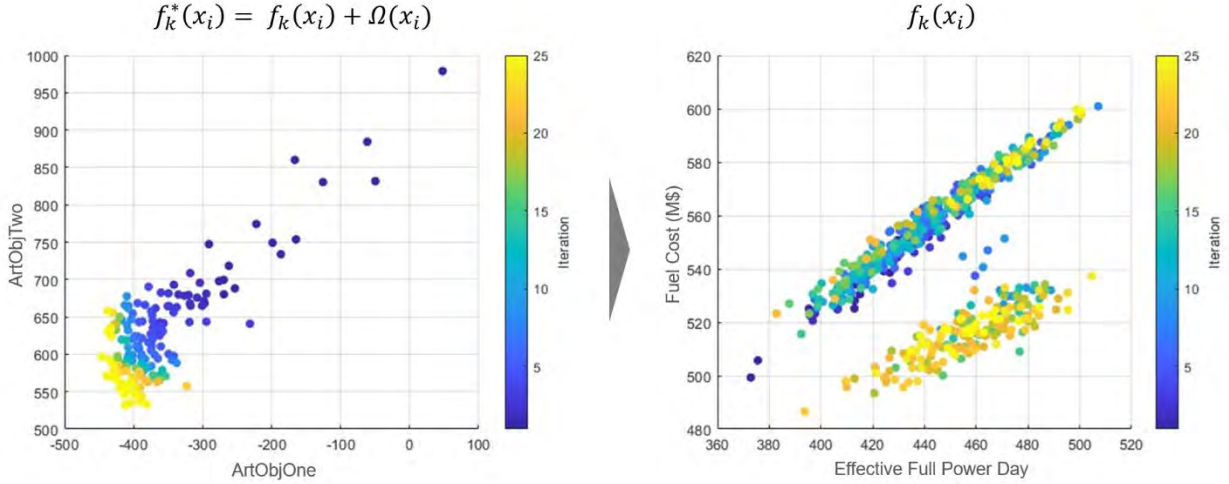 f*k(xi) = fk(xi) + Ω(xi)
1000
950
900
850
800
750
700
650
600
550
500
ArtObjTwo
-500 -400 -300 -200 -100 0 100
ArtObjOne
25
20
15
10
5
Iteration
fk(xi)
620
600
580
560
540
520
500
480
Fuel Cost (M$)
360 380 400 420 440 460 480 500 520
Effective Full Power Day
25
20
15
10
5
Iteration